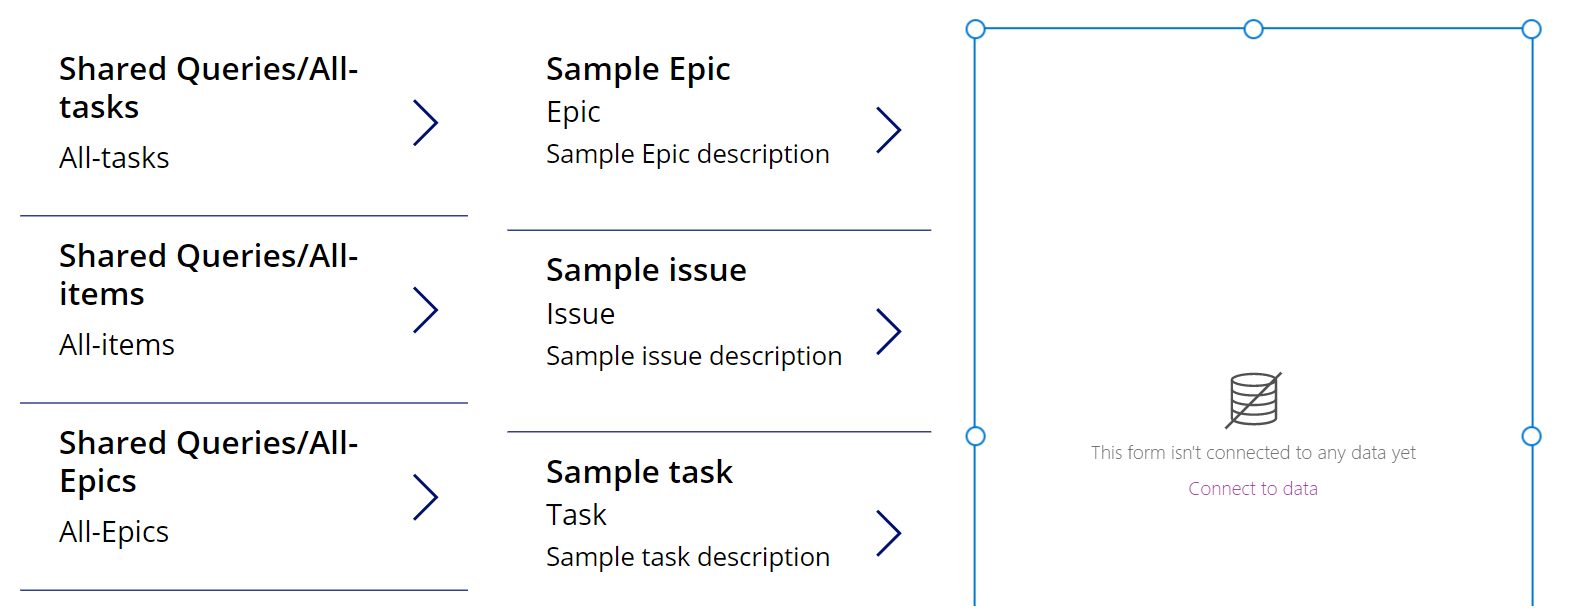 Shared Queries/All-
tasks
All-tasks
Shared Queries/All-
items
All-items
Shared Queries/All-
Epics
All-Epics
Sample Epic
Epic
Sample Epic description
Sample issue
Issue
Sample issue description
Sample task
Task
Sample task description
This form isn't connected to any data yet
Connect to data